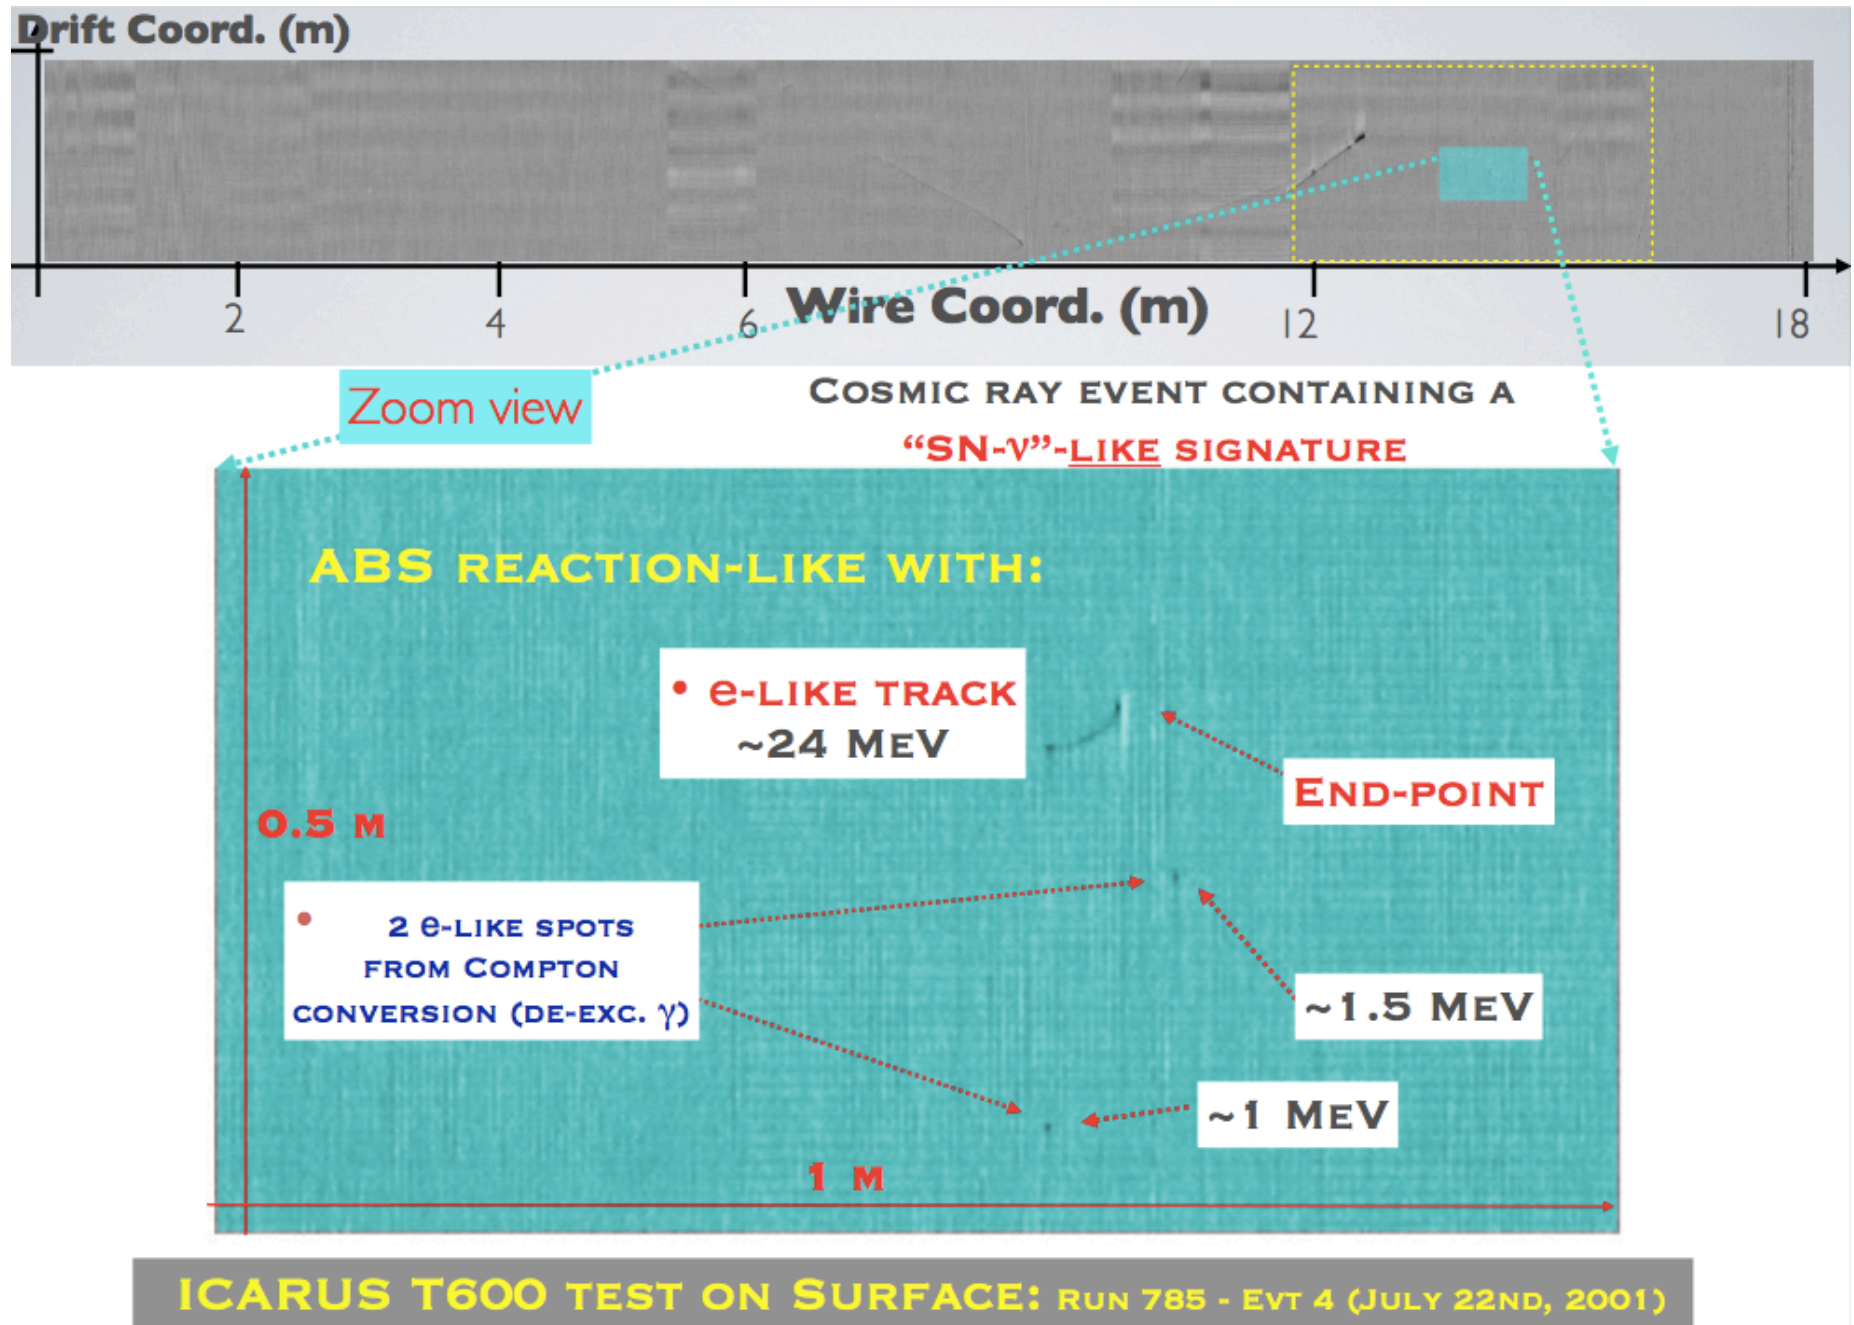 Drift Coord. (m)
2 4 6 Wire Coord. (m) 12 18
Zoom view
Cosmic ray event containing a
“SN-ν”-like signature
ABS reaction-like with:
• e-like track
~24 MeV
End-point
0.5 m
• 2 e-like spots
from Compton
conversion (de-exc. γ)
~1.5 MeV
~1 MeV
1 m
ICARUS T600 test on Surface: Run 785 - Evt 4 (July 22nd, 2001)